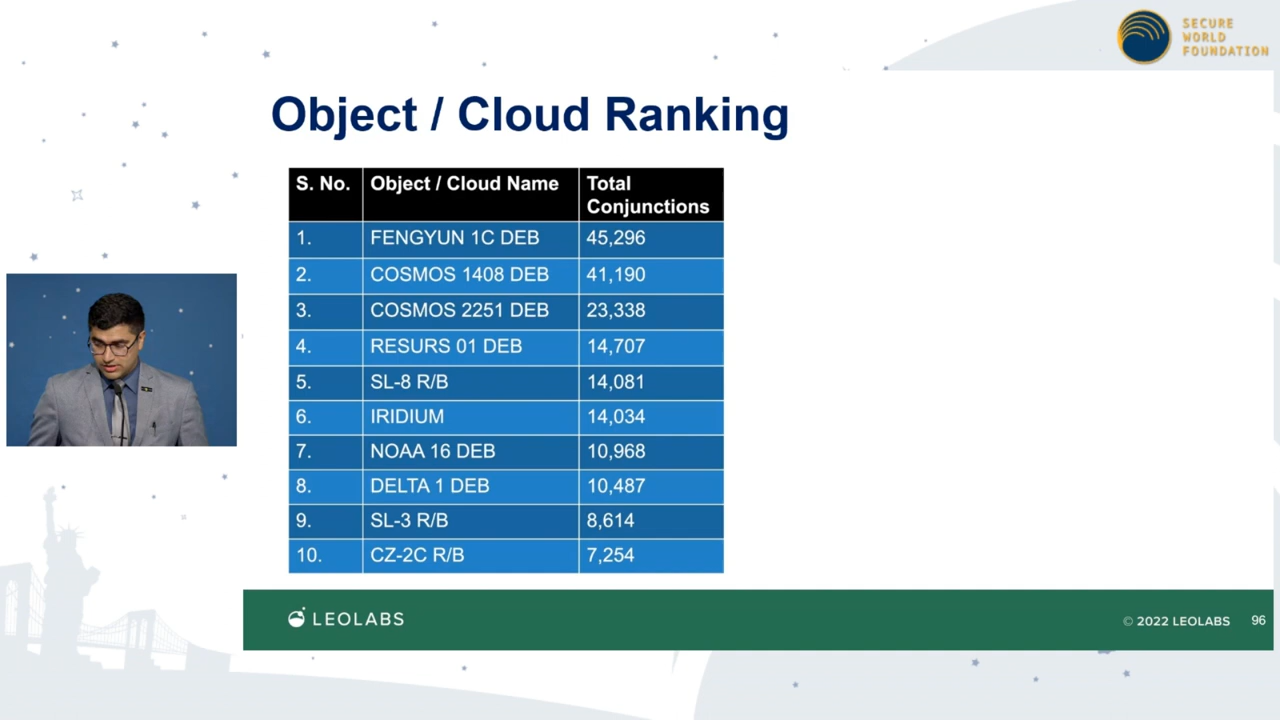 SECURE
WORLD
FOUNDATION
Object / Cloud Ranking
S. No. Object / Cloud Name Total Conjunctions
1. FENGYUN 1C DEB 45,296
2. COSMOS 1408 DEB 41,190
3. COSMOS 2251 DEB 23,338
4. RESURS 01 DEB 14,707
5. SL-8 R/B 14,081
6. IRIDIUM 14,034
7. NOAA 16 DEB 10,968
8. DELTA 1 DEB 10,487
9. SL-3 R/B 8,614
10. CZ-2C R/B 7,254
LEOLABS
© 2022 LEOLABS 96